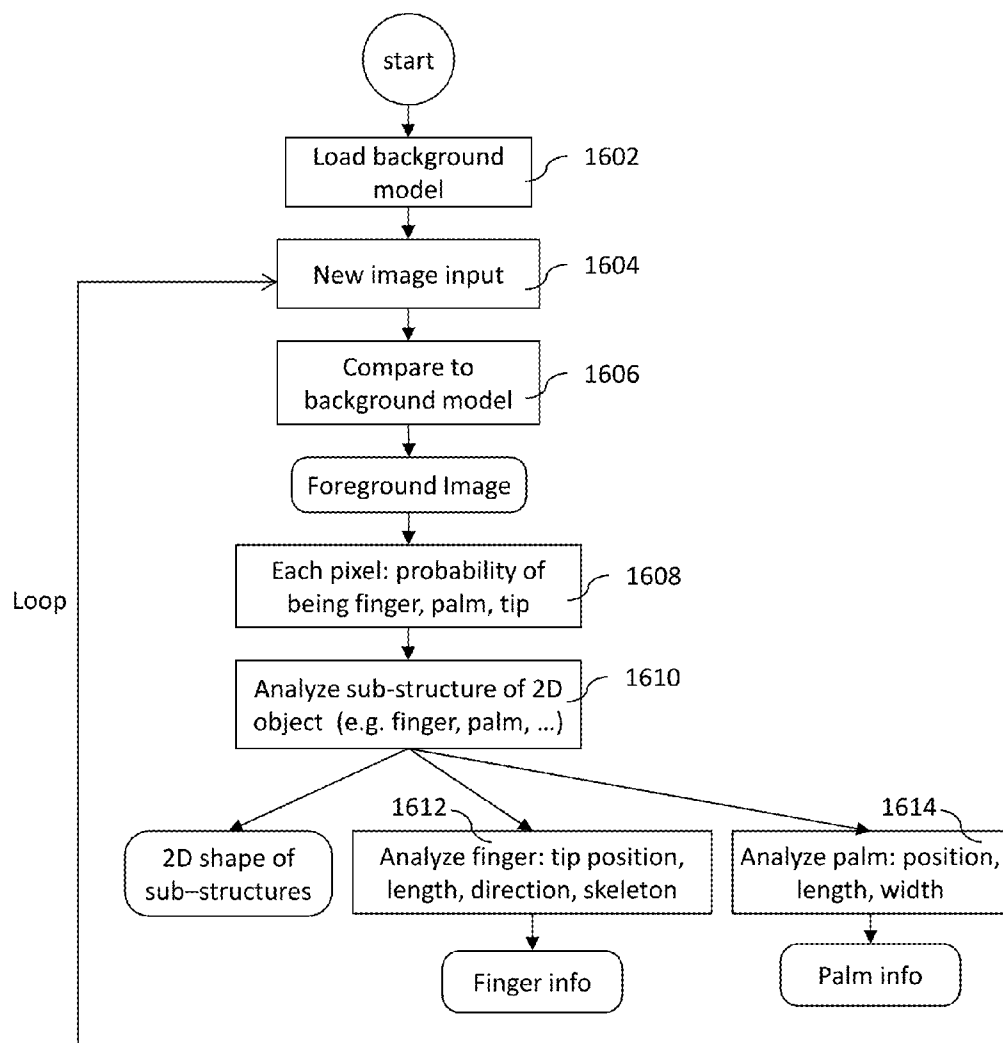 start
Load background
model
1602
New image input
1604
Compare to
background model
1606
Foreground Image
Each pixel: probability of
being finger, palm, tip
1608
Loop
Analyze sub-structure of 2D
object (e.g. finger, palm, ...)
1610
2D shape of
sub–structures
1612
Analyze finger: tip position,
length, direction, skeleton
1614
Analyze palm: position,
length, width
Finger info
Palm info